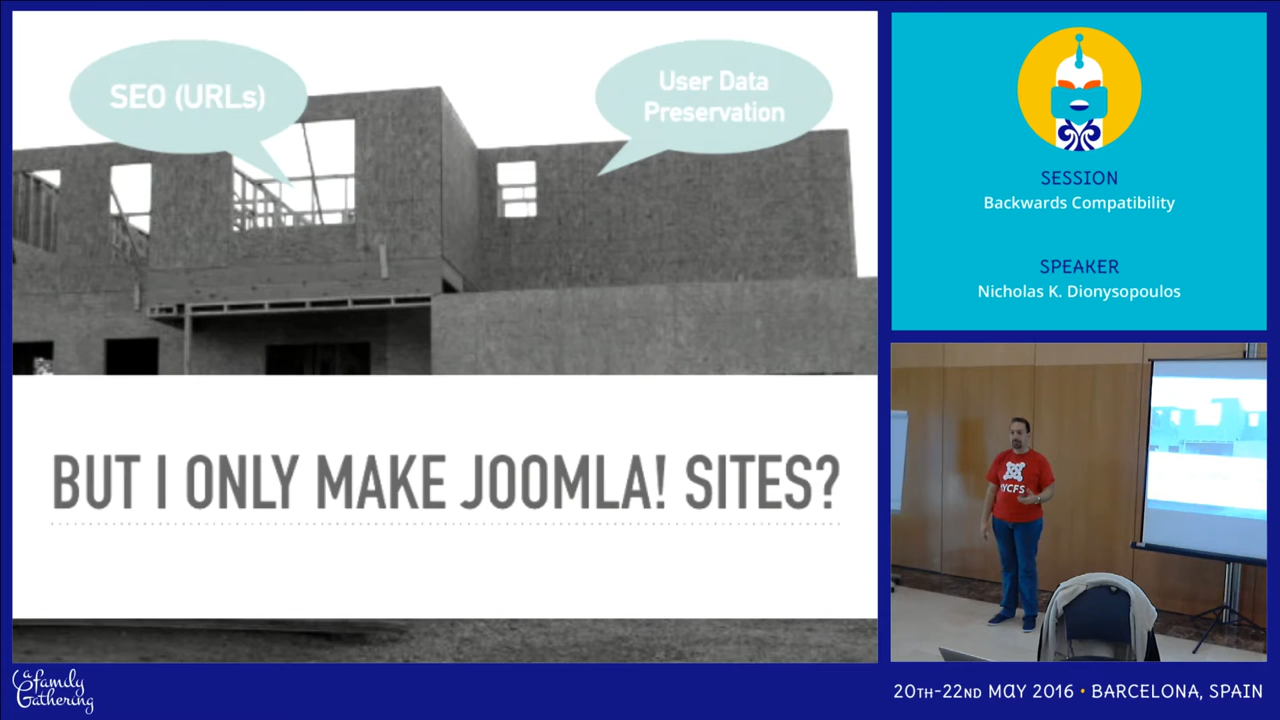 SEO (URLs)
User Data
Preservation
BUT I ONLY MAKE JOOMLA! SITES?
SESSION
Backwards Compatibility
SPEAKER
Nicholas K. Dionysopoulos
a
family
Gathering
20TH-22ND MAY 2016 • BARCELONA, SPAIN